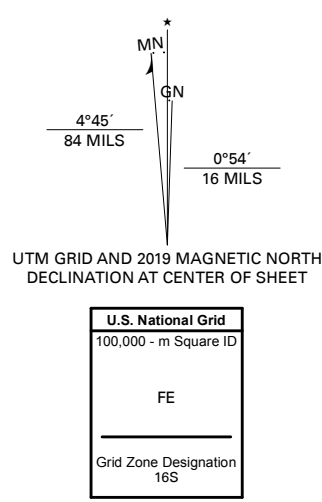 ★
MN
GN
4°45´
84 MILS
0°54´
16 MILS
UTM GRID AND 2019 MAGNETIC NORTH
DECLINATION AT CENTER OF SHEET
U.S. National Grid
100,000 - m Square ID
FE
Grid Zone Designation
16S